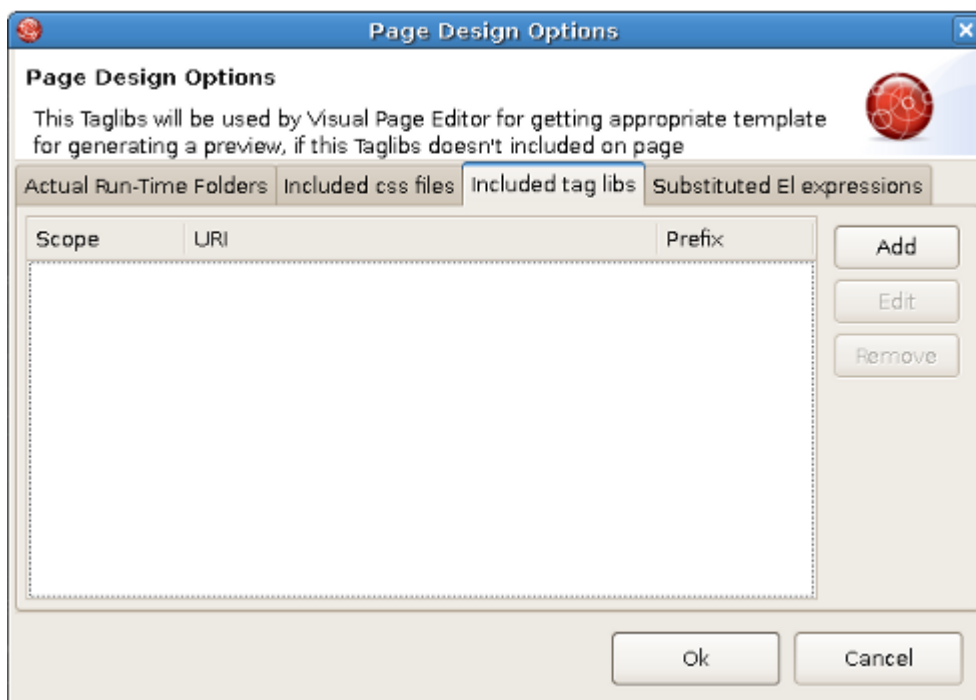 Page Design Options
Page Design Options
This Taglibs will be used by Visual Page Editor for getting appropriate template
for generating a preview, if this Taglibs doesn't included on page
Actual Run-Time Folders Included css files Included tag libs Substituted El expressions
Scope URI Prefix
Add
Edit
Remove
Ok Cancel